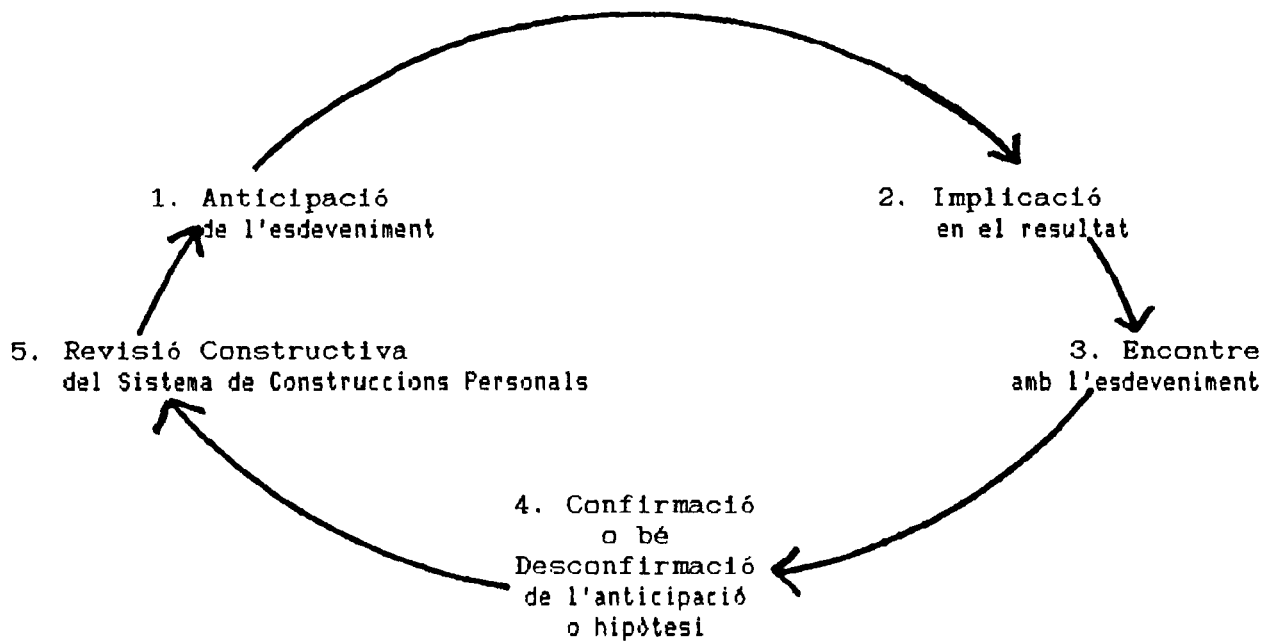 1. Anticipació
de l'esdeveniment
2. Implicació
en el resultat
3. Encontre
amb l'esdeveniment
4. Confirmació
o bé
Desconfirmació
de l'anticipació
o hipòtesi
5. Revisió Constructiva
del Sistema de Construccions Personals